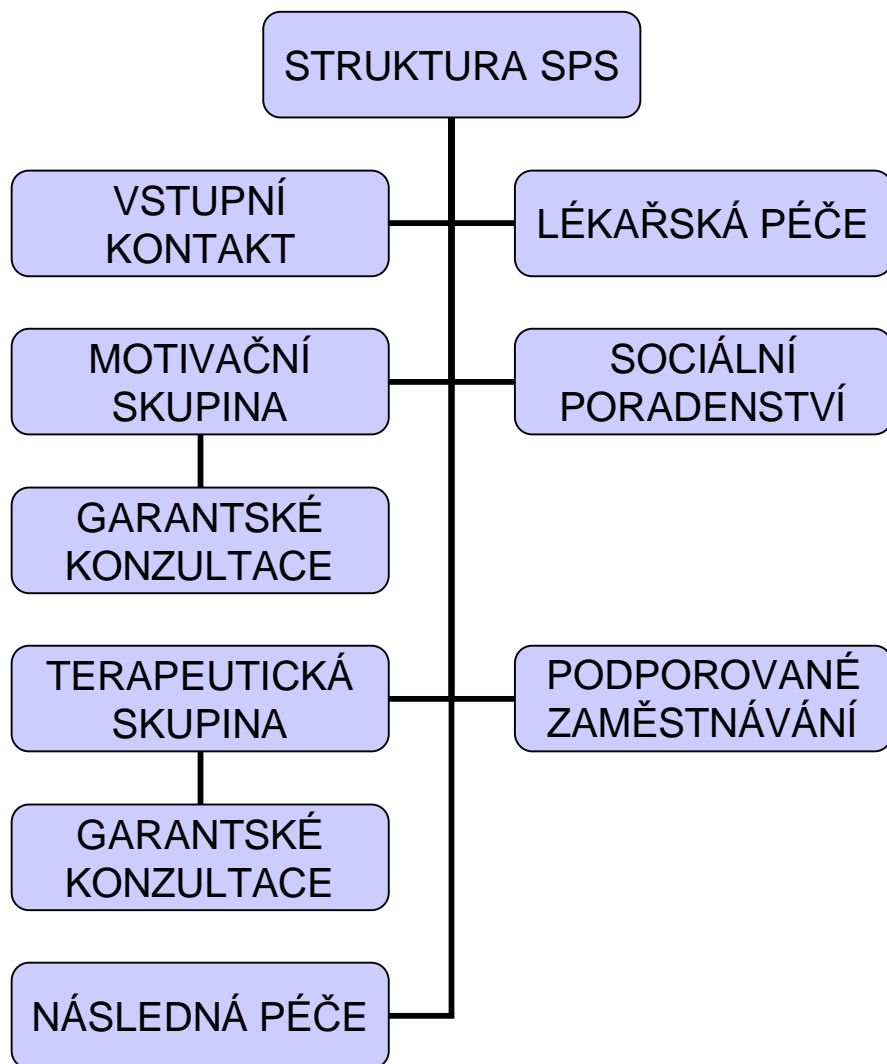 STRUKTURA SPS
VSTUPNÍ
KONTAKT
LÉKAŘSKÁ PÉČE
MOTIVAČNÍ
SKUPINA
SOCIÁLNÍ
PORADENSTVÍ
GARANTSKÉ
KONZULTACE
TERAPEUTICKÁ
SKUPINA
PODPOROVANÉ
ZAMĚSTNÁVÁNÍ
GARANTSKÉ
KONZULTACE
NÁSLEDNÁ PÉČE